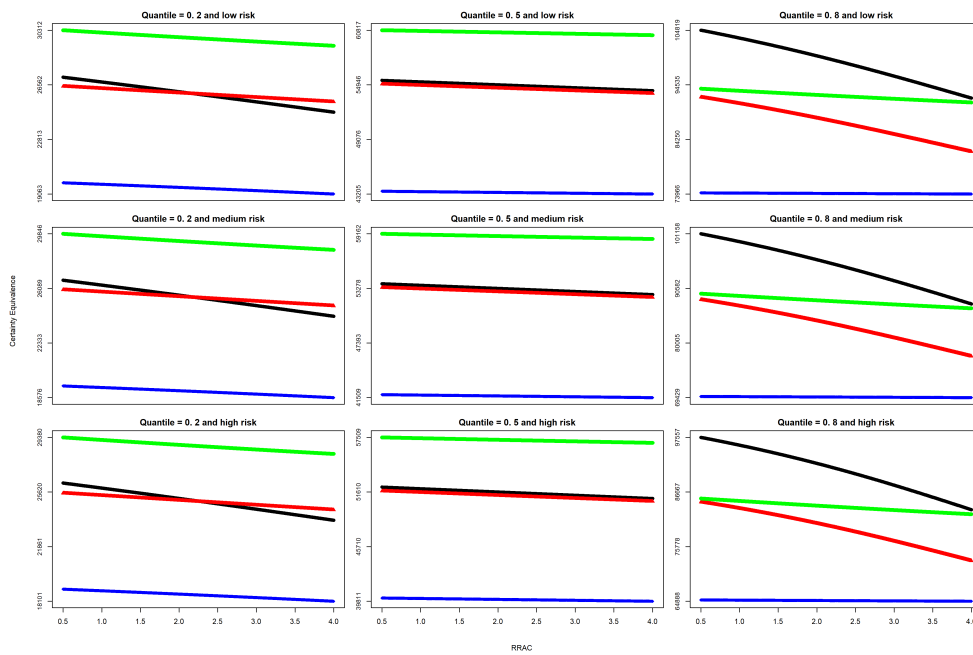 Quantile = 0. 2 and low risk
Quantile = 0. 5 and low risk
Quantile = 0. 8 and low risk
30312
26562
22813
19063
60817
54946
49076
43205
104819
94535
84250
73966
Quantile = 0. 2 and medium risk
Quantile = 0. 5 and medium risk
Quantile = 0. 8 and medium risk
29846
26089
22333
18576
59162
53278
47393
41509
101158
90582
80005
69429
Certainty Equivalence
Quantile = 0. 2 and high risk
Quantile = 0. 5 and high risk
Quantile = 0. 8 and high risk
29380
25620
21861
18101
57509
51610
45710
39811
97557
86667
75778
64888
0.5 1.0 1.5 2.0 2.5 3.0 3.5 4.0
0.5 1.0 1.5 2.0 2.5 3.0 3.5 4.0
0.5 1.0 1.5 2.0 2.5 3.0 3.5 4.0
RRAC